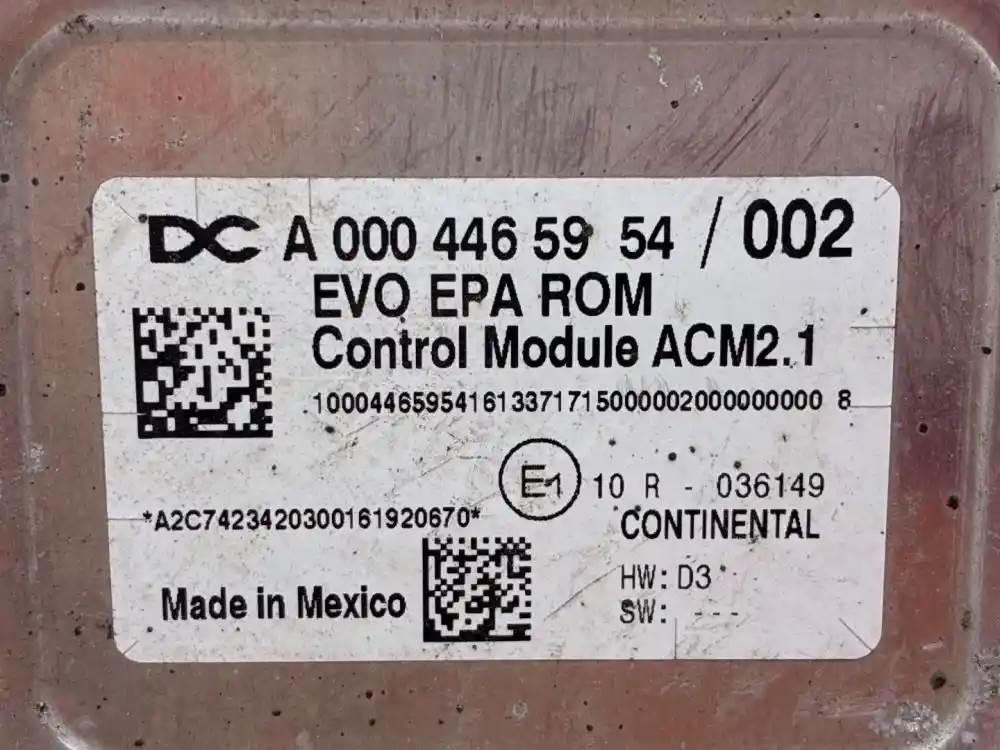 DC A 000 446 59 54 / 002
EVO EPA ROM
Control Module ACM2.1
10004465954161337171500000200000000 8
E1 10 R - 036149
*A2C7423420300161920670*
CONTINENTAL
HW: D3
Made in Mexico
SW: ---